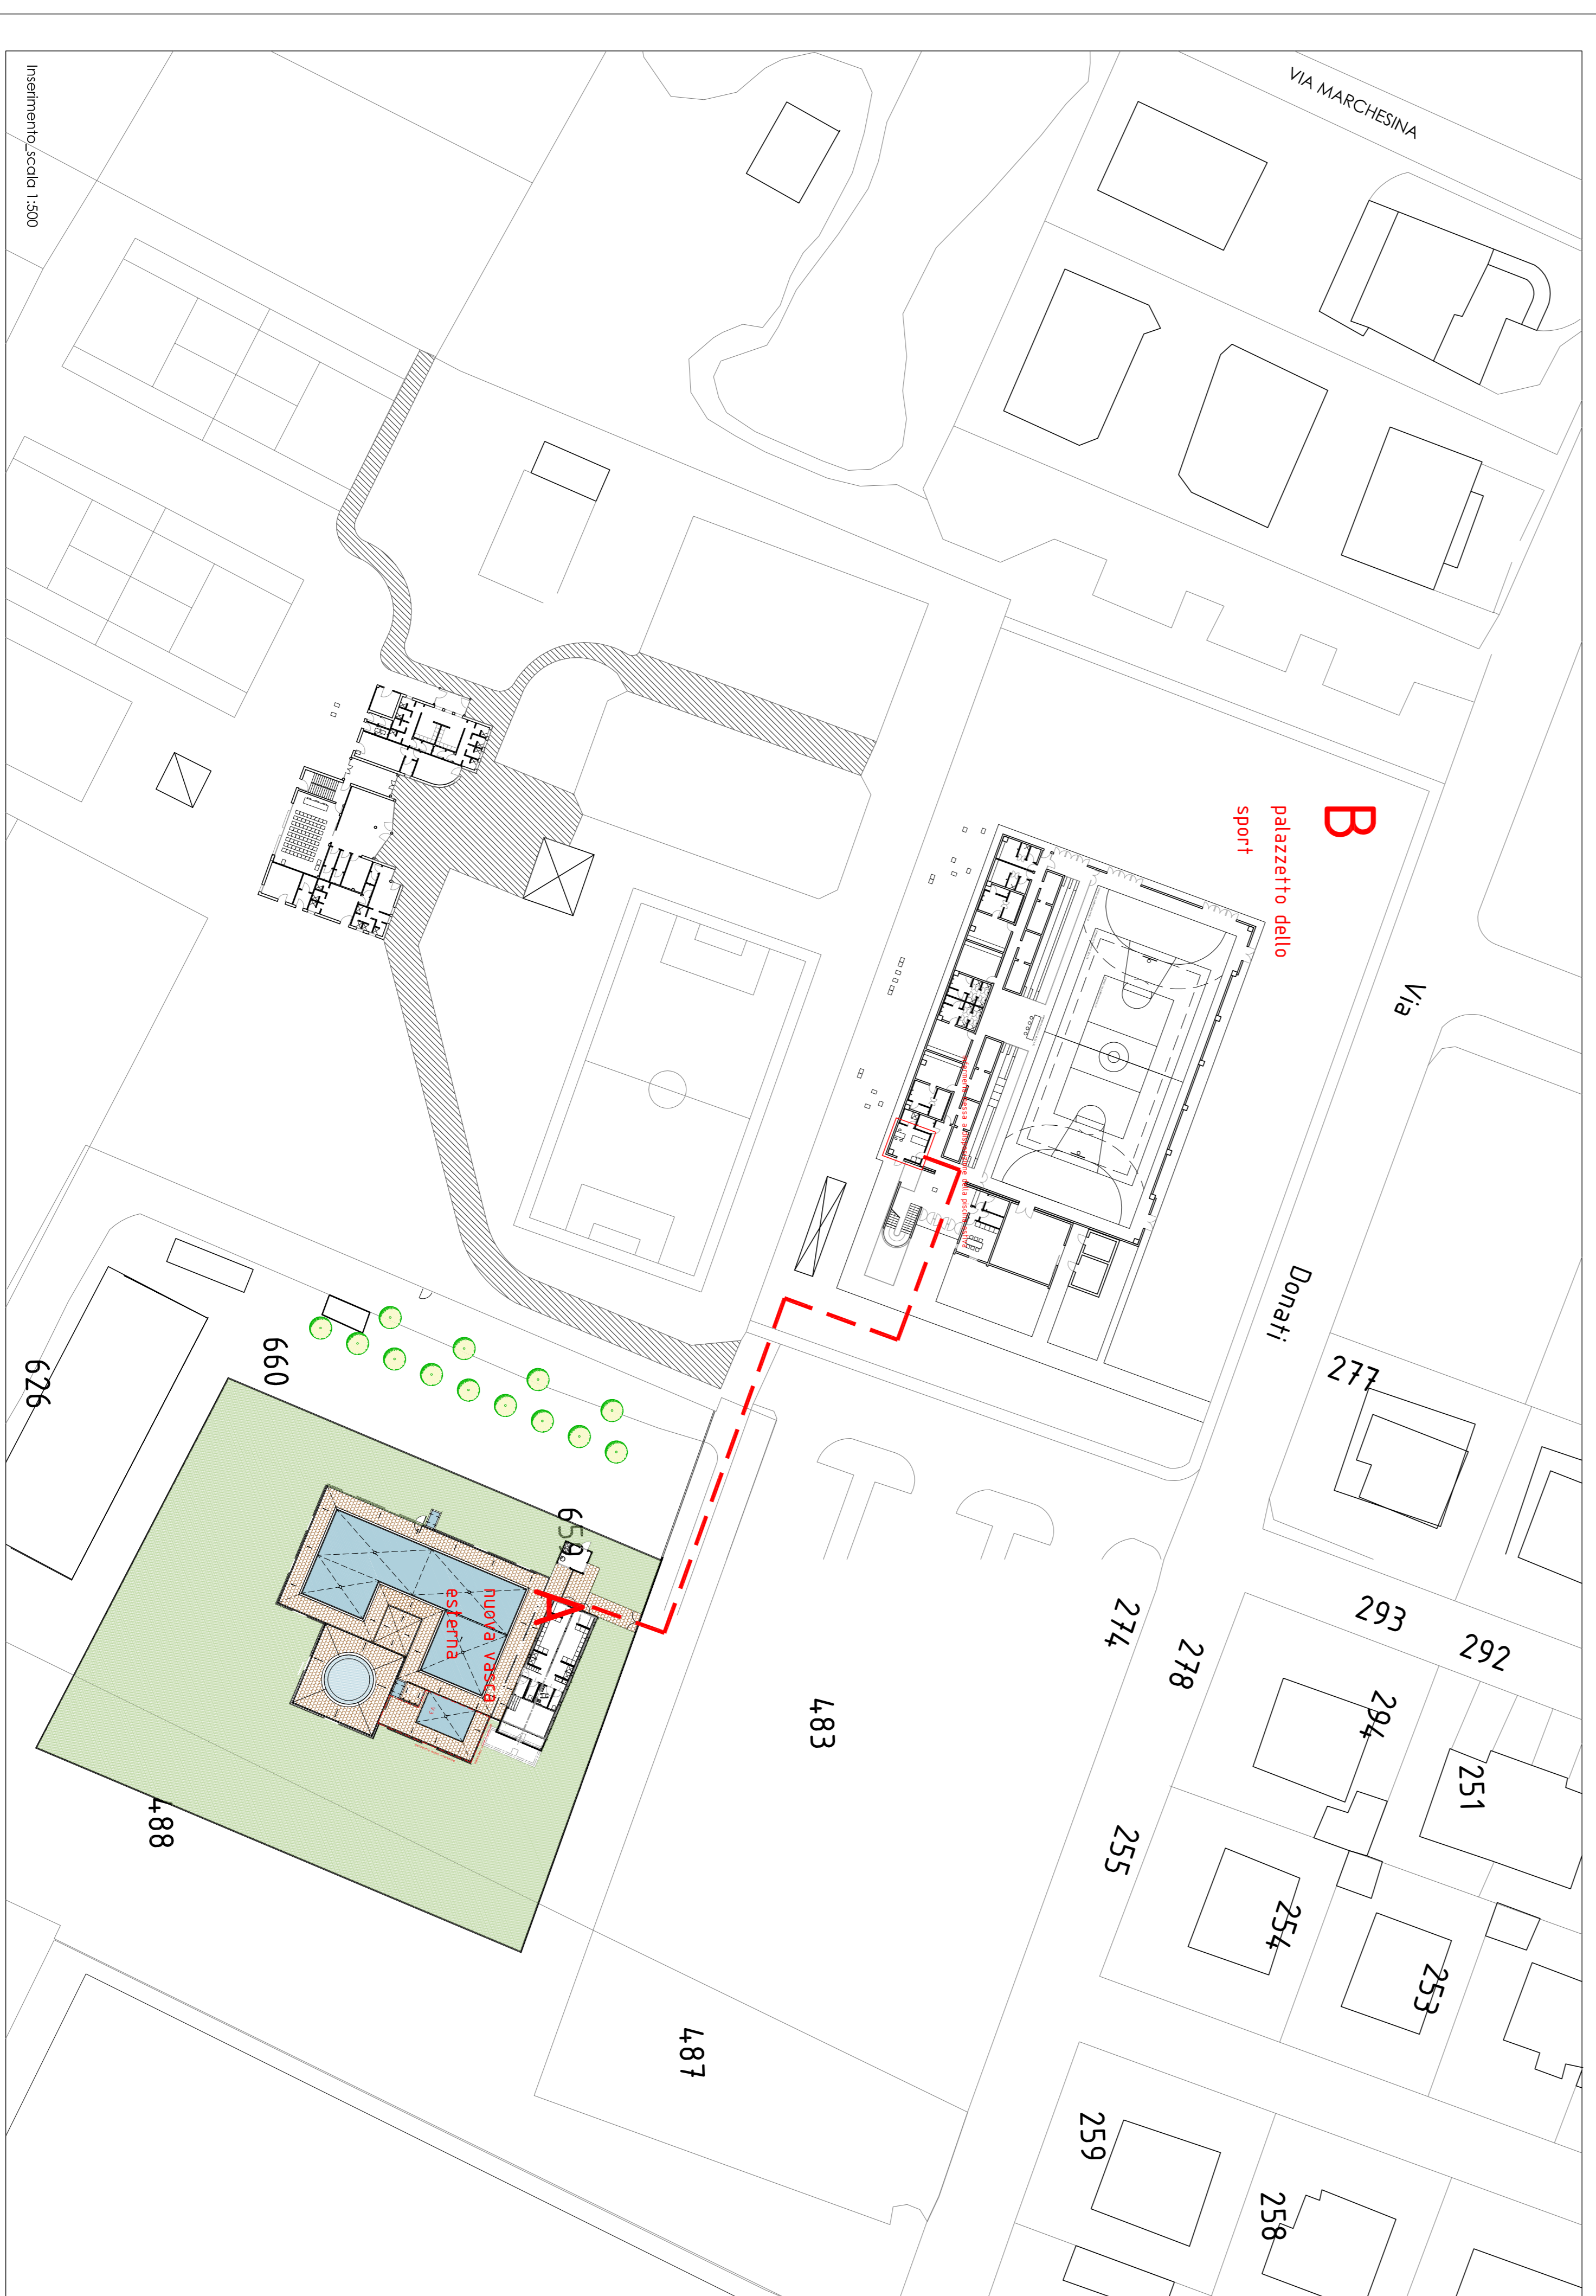 Inserimento_scala 1:500
VIA MARCHESINA
B
palazzetto dello
sport
Via
Donati
277
293
292
274
278
294
251
255
254
253
259
258
483
487
488
626
660
659
A
nuova vasca
esterna